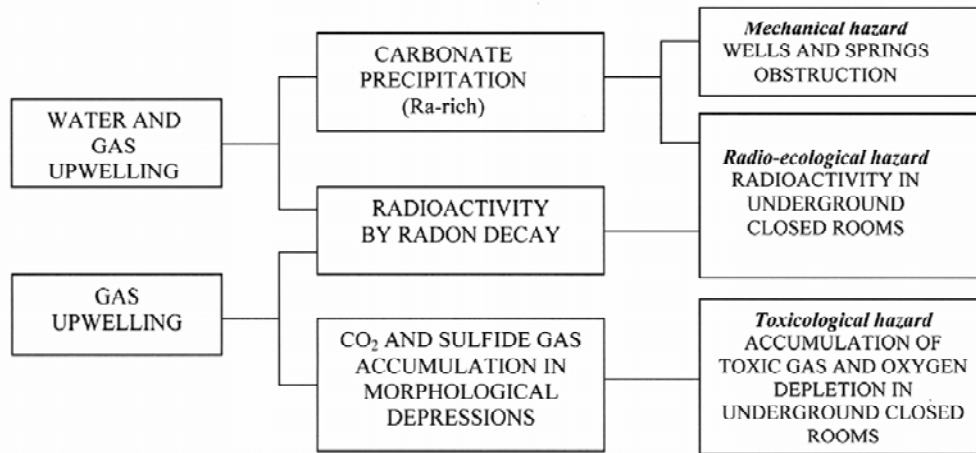 WATER AND
GAS
UPWELLING
GAS
UPWELLING
CARBONATE
PRECIPITATION
(Ra-rich)
RADIOACTIVITY
BY RADON DECAY
CO₂ AND SULFIDE GAS
ACCUMULATION IN
MORPHOLOGICAL
DEPRESSIONS
Mechanical hazard
WELLS AND SPRINGS
OBSTRUCTION
Radio-ecological hazard
RADIOACTIVITY IN
UNDERGROUND
CLOSED ROOMS
Toxicological hazard
ACCUMULATION OF
TOXIC GAS AND OXYGEN
DEPLETION IN
UNDERGROUND CLOSED
ROOMS